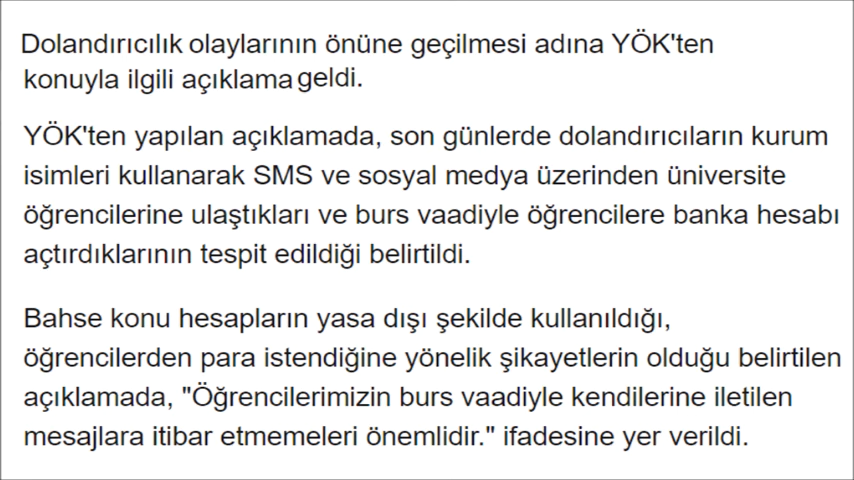 Dolandırıcılık olaylarının önüne geçilmesi adına YÖK'ten
konuyla ilgili açıklama geldi.
YÖK'ten yapılan açıklamada, son günlerde dolandırıcıların kurum
isimleri kullanarak SMS ve sosyal medya üzerinden üniversite
öğrencilerine ulaştıkları ve burs vaadiyle öğrencilere banka hesabı
açtırdıklarının tespit edildiği belirtildi.
Bahse konu hesapların yasa dışı şekilde kullanıldığı,
öğrencilerden para istendiğine yönelik şikayetlerin olduğu belirtilen
açıklamada, "Öğrencilerimizin burs vaadiyle kendilerine iletilen
mesajlara itibar etmemeleri önemlidir." ifadesine yer verildi.